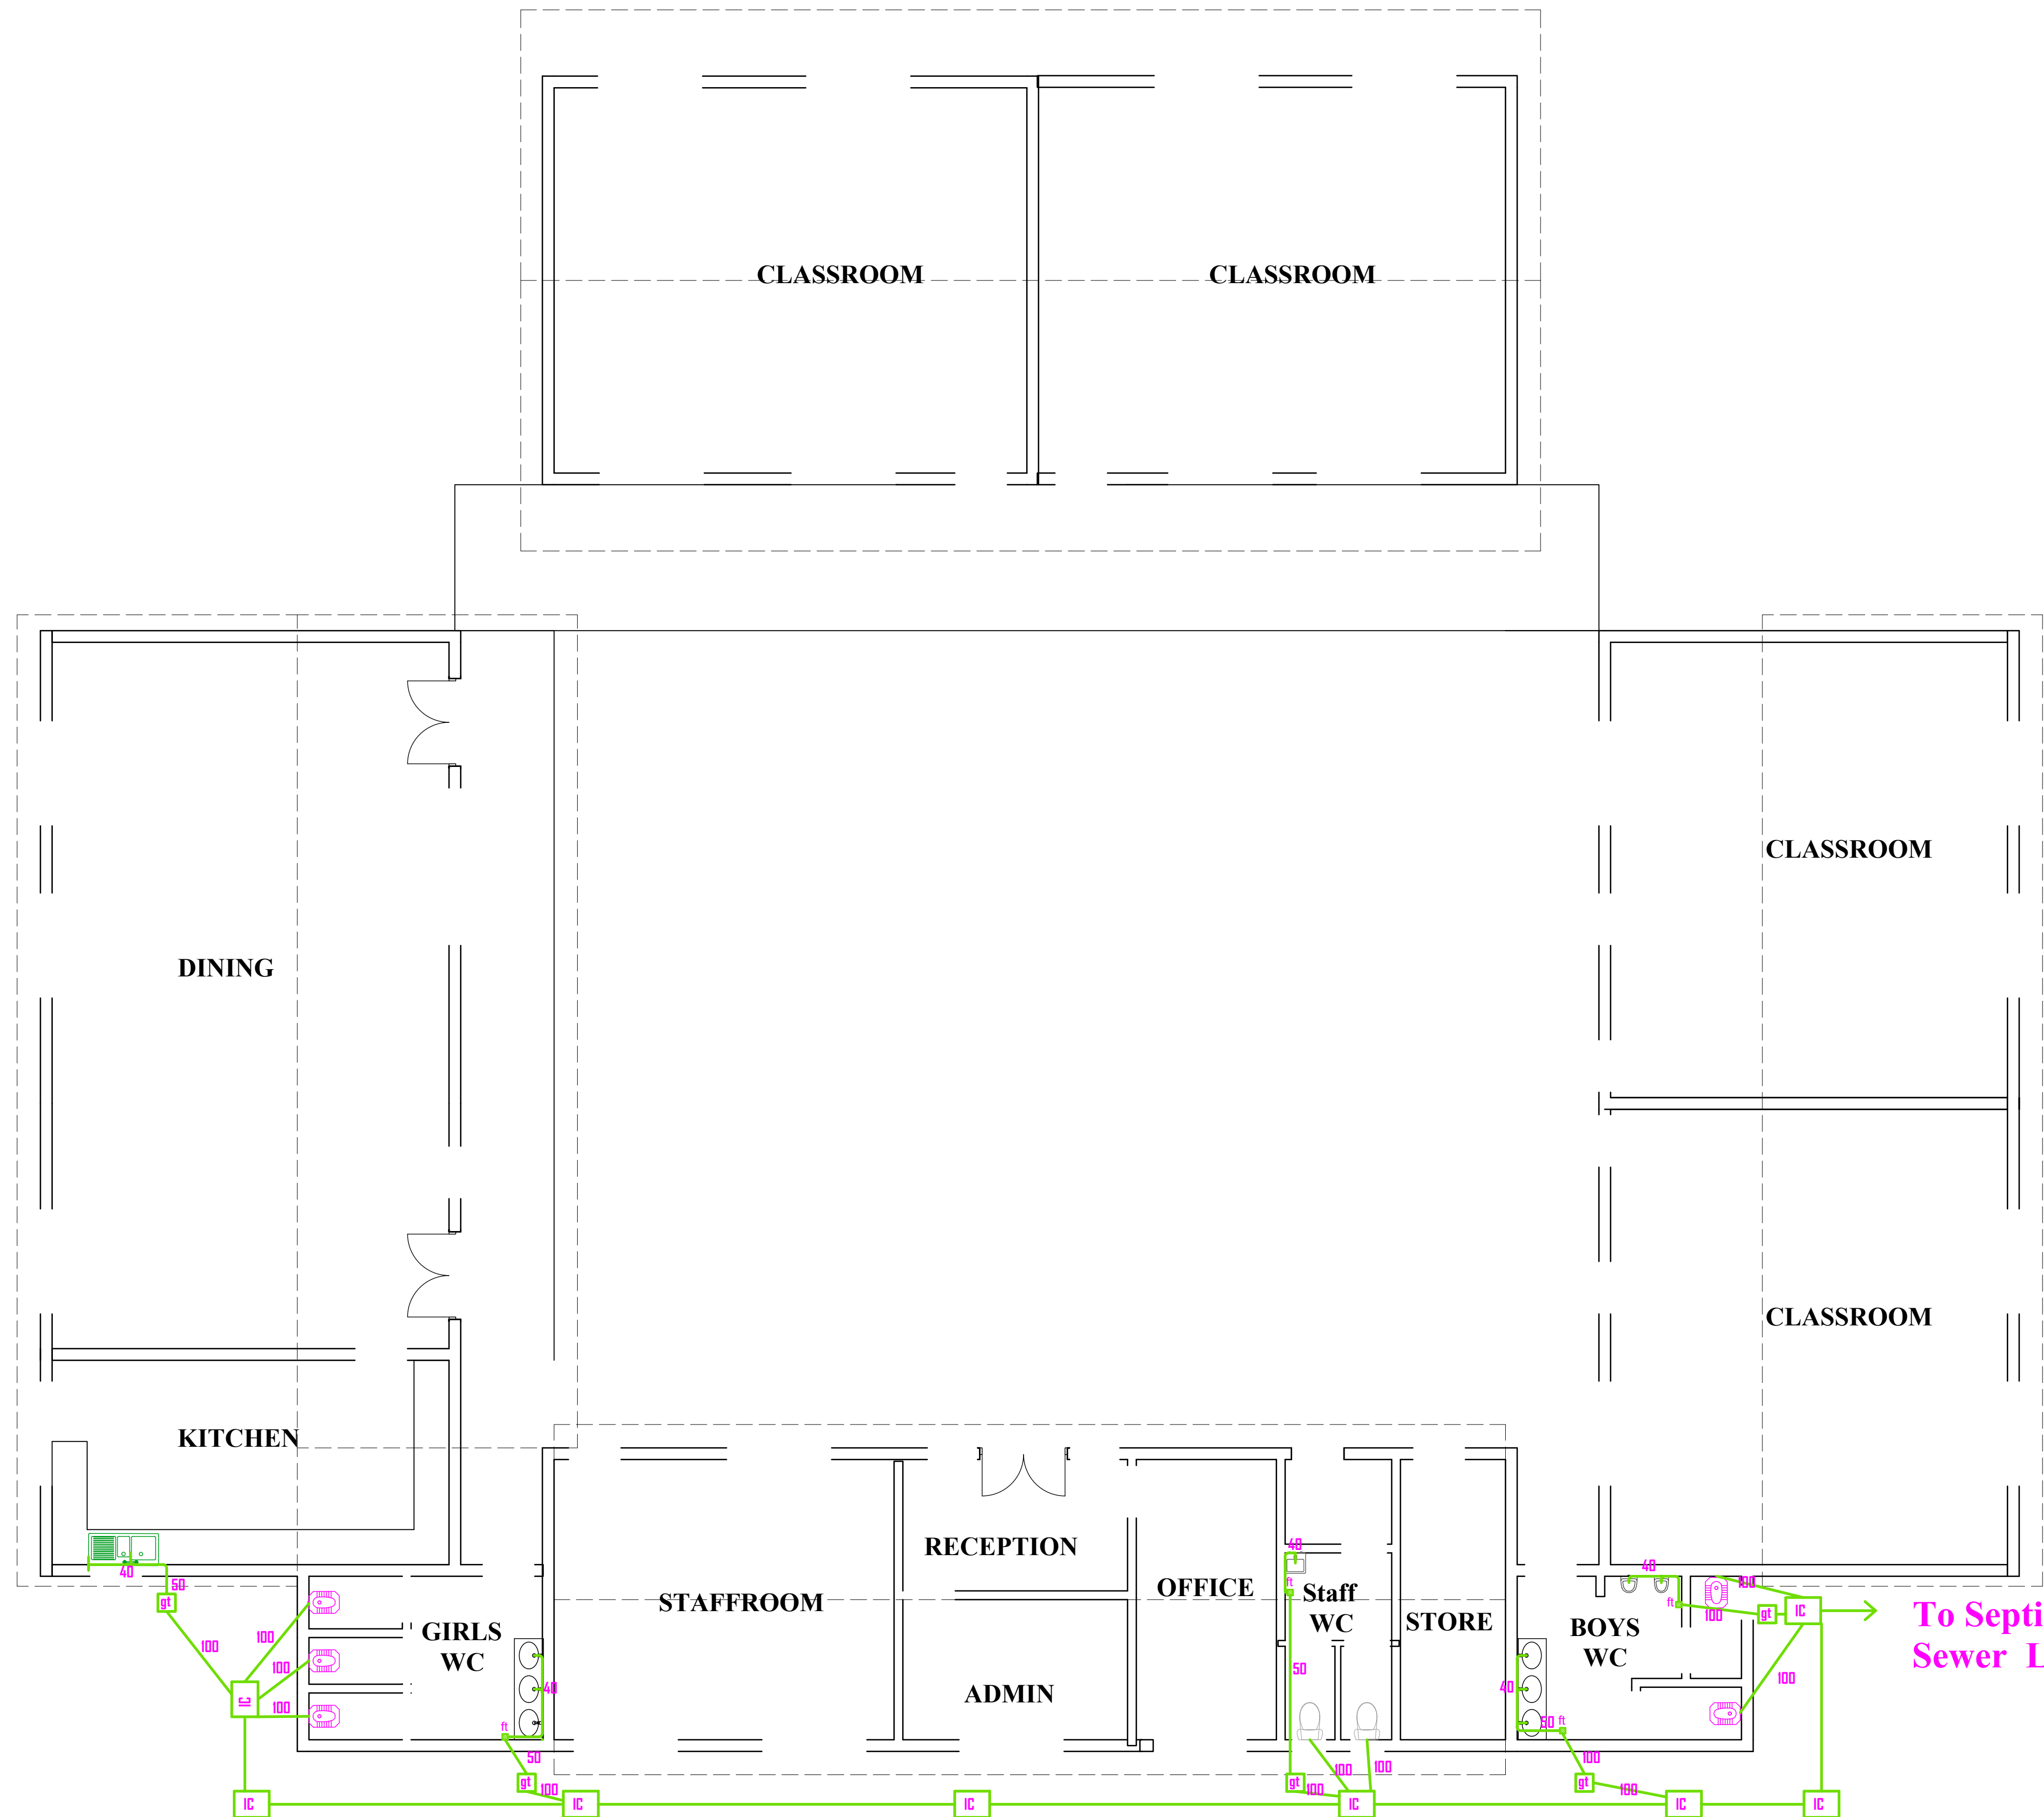 CLASSROOM
CLASSROOM
CLASSROOM
DINING
CLASSROOM
KITCHEN
RECEPTION
OFFICE
STAFFROOM
ADMIN
GIRLS
WC
Staff
WC
STORE
BOYS
WC
To Septi
Sewer L
40
50
gt
100
100
100
100
IC
IC
40
ft
50
gt
100
IC
IC
40
ft
50
gt
100
100
100
IC
40
50
ft
100
gt
100
IC
IC
40
ft
100
100
gt
IC
100